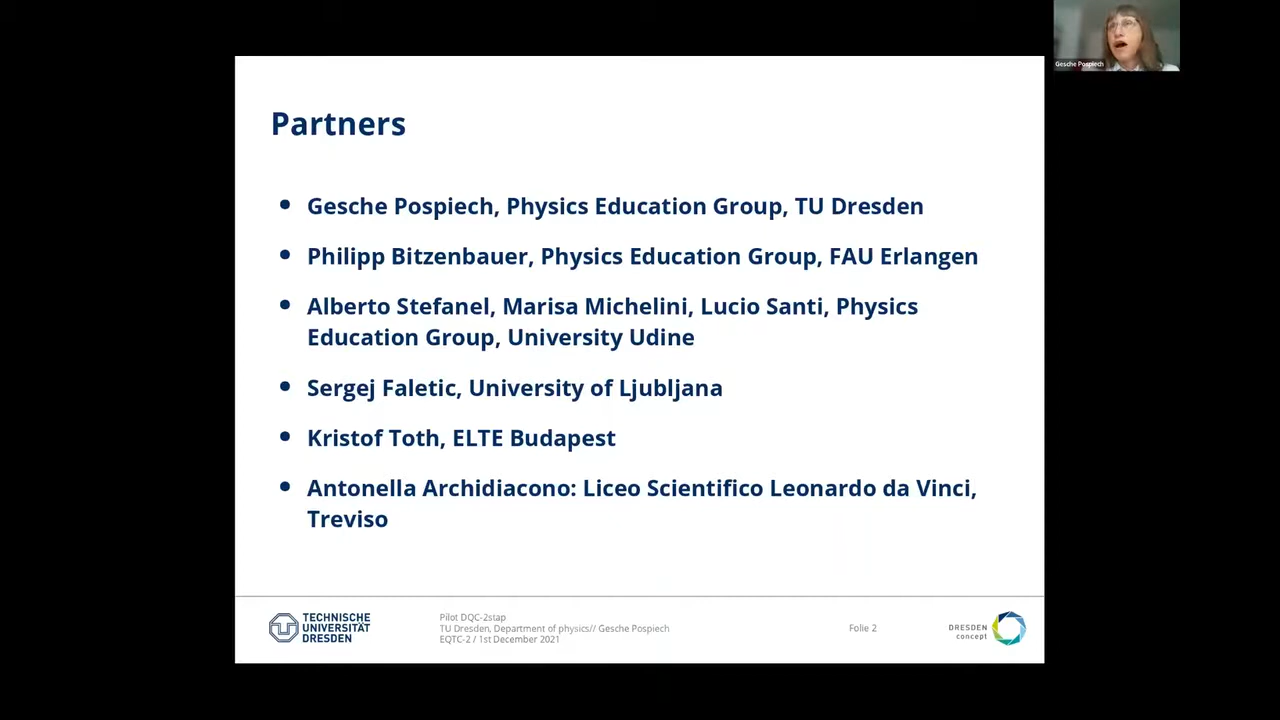 Gesche Pospiech
Partners
Gesche Pospiech, Physics Education Group, TU Dresden
Philipp Bitzenbauer, Physics Education Group, FAU Erlangen
Alberto Stefanel, Marisa Michelini, Lucio Santi, Physics
Education Group, University Udine
Sergej Faletic, University of Ljubljana
Kristof Toth, ELTE Budapest
Antonella Archidiacono: Liceo Scientifico Leonardo da Vinci,
Treviso
TECHNISCHE
UNIVERSITÄT
DRESDEN
Pilot DQC-2stap
TU Dresden, Department of physics// Gesche Pospiech
EQTC-2 / 1st December 2021
Folie 2
DRESDEN
concept